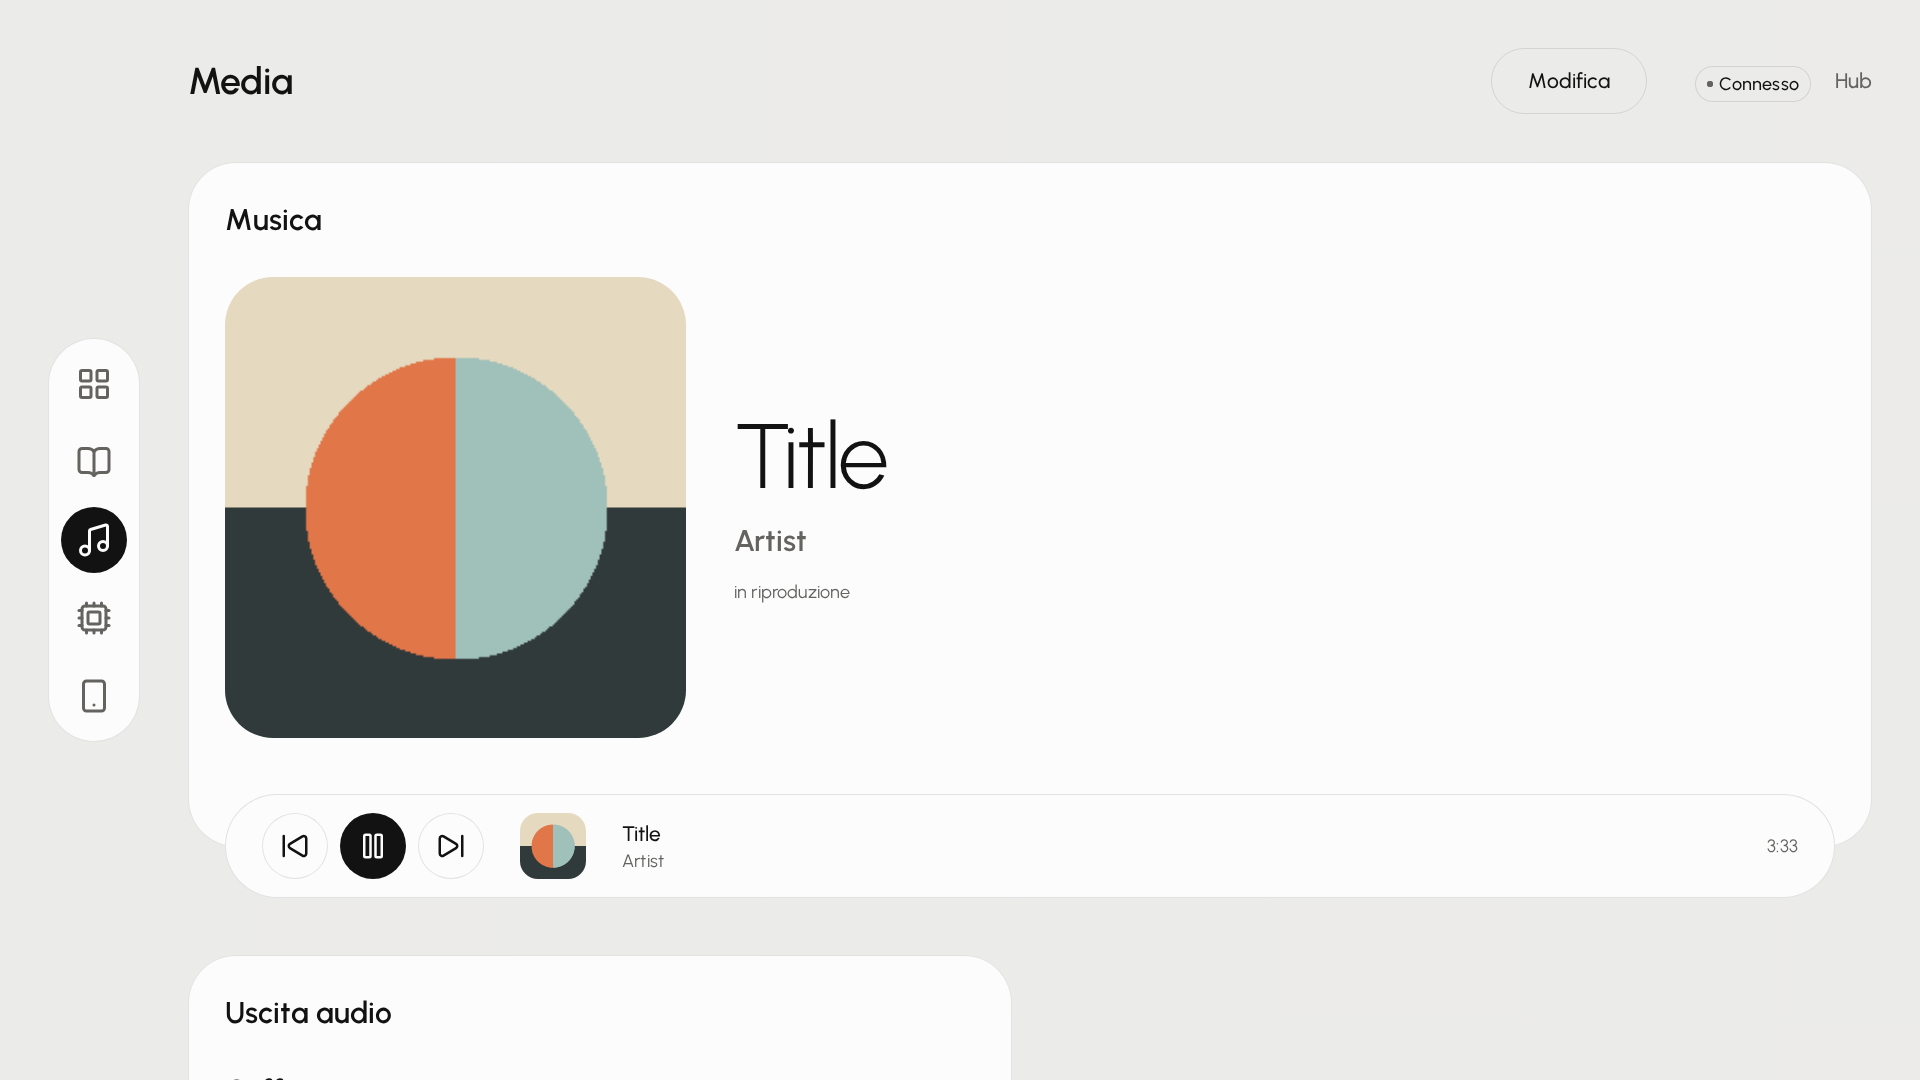 Media
Modifica
Connesso
Hub
Musica
Title
Artist
in riproduzione
Title
Artist
3:33
Uscita audio